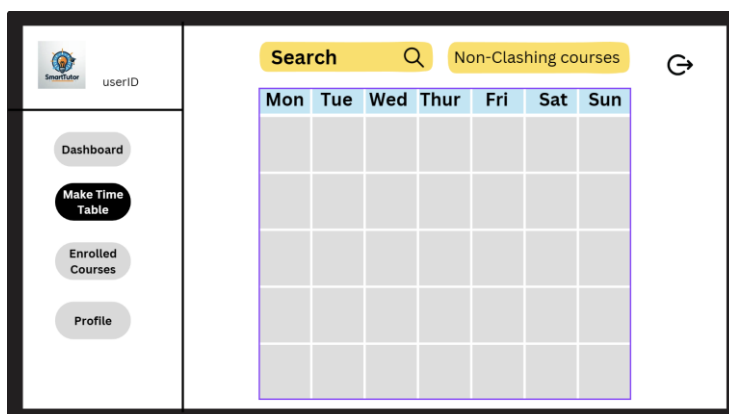 SmartTutor
userID
Dashboard
Make Time
Table
Enrolled
Courses
Profile
Search
Non-Clashing courses
Mon Tue Wed Thur Fri Sat Sun